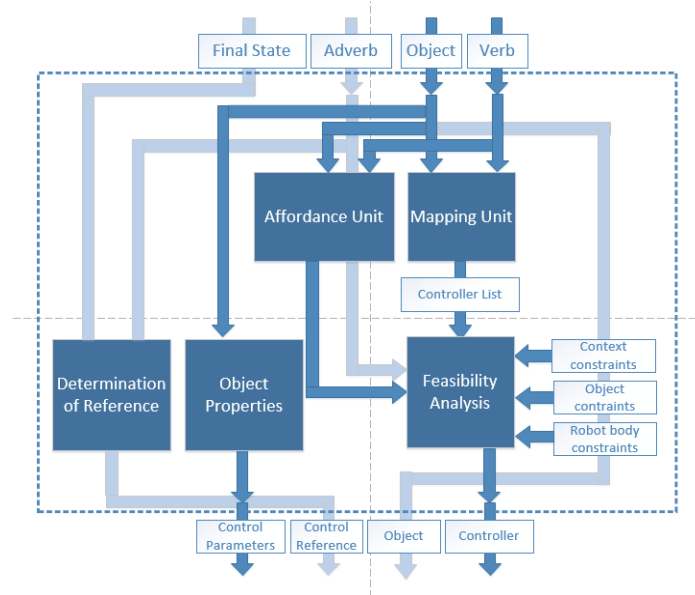 Final State
Adverb
Object
Verb
Affordance Unit
Mapping Unit
Controller List
Determination
of Reference
Object
Properties
Feasibility
Analysis
Context
constraints
Object
contraints
Robot body
constraints
Control
Parameters
Control
Reference
Object
Controller